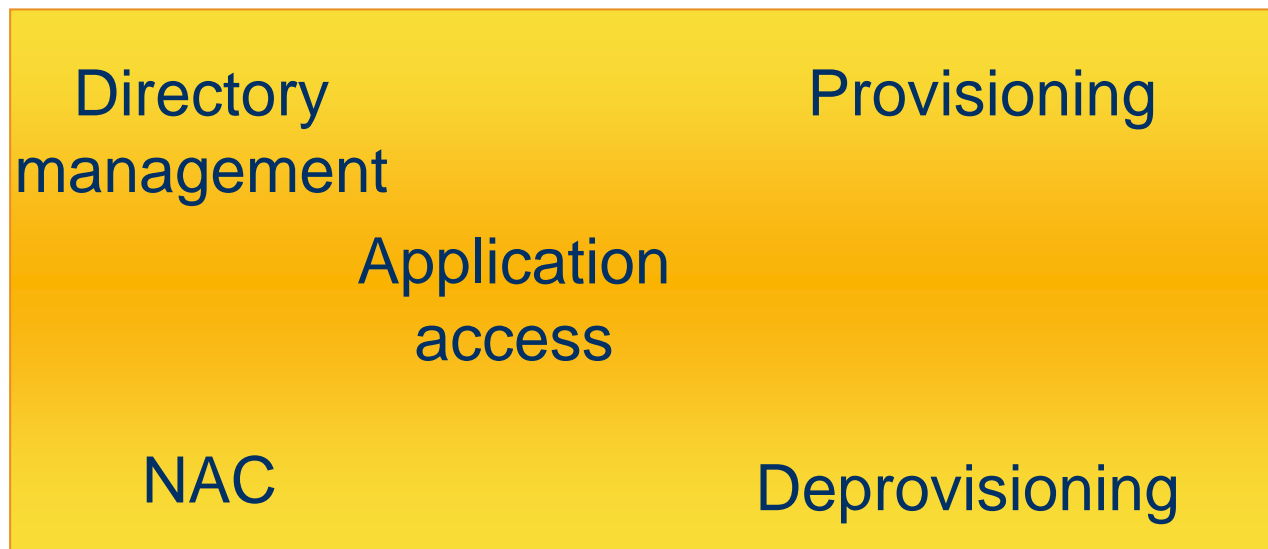 Directory
management
Provisioning
Application
access
NAC
Deprovisioning